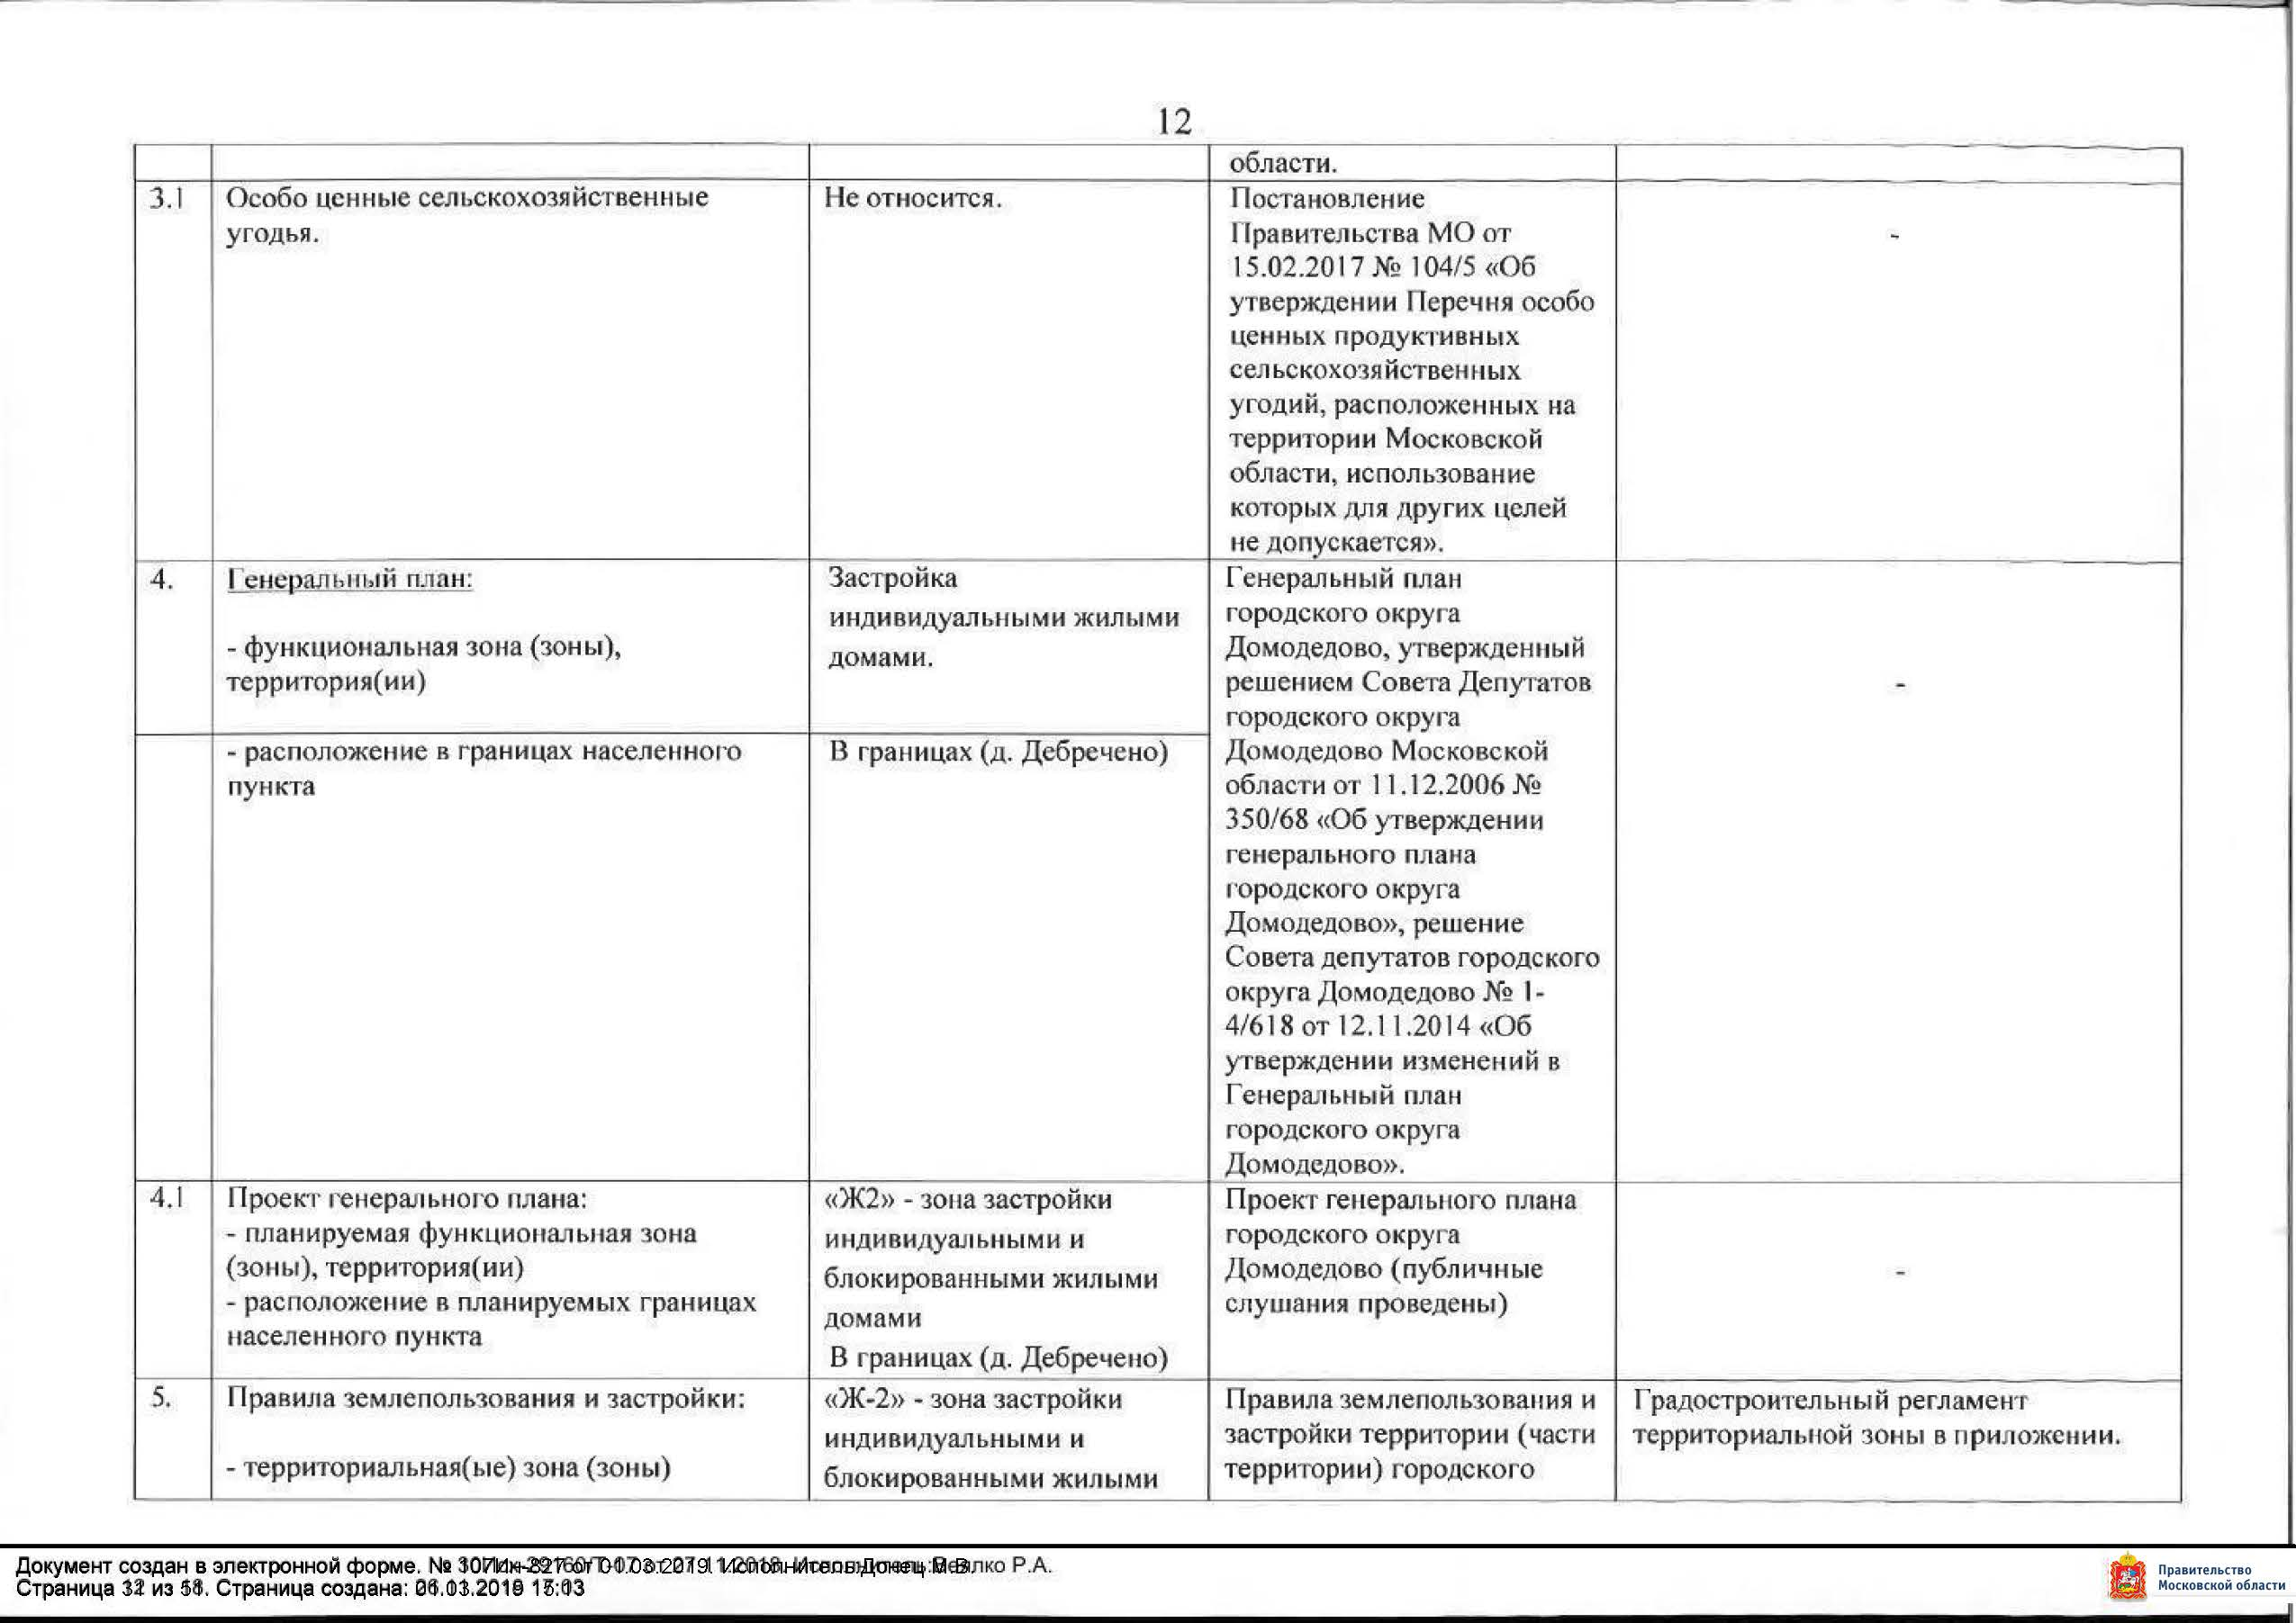 12
области.
3.1
Особо ценные сельскохозяйственные
угодья.
Не относится.
Постановление
Правительства МО от
15.02.2017 № 104/5 «Об
утверждении Перечня особо
ценных продуктивных
сельскохозяйственных
угодий, расположенных на
территории Московской
области, использование
которых для других целей
не допускается».
-
4.
Генеральный план:
- функциональная зона (зоны),
территория(ии)
Застройка
индивидуальными жилыми
домами.
- расположение в границах населенного
пункта
В границах (д. Дебречено)
Генеральный план
городского округа
Домодедово, утвержденный
решением Совета Депутатов
городского округа
Домодедово Московской
области от 11.12.2006 №
350/68 «Об утверждении
генерального плана
городского округа
Домодедово», решение
Совета депутатов городского
округа Домодедово № 1-
4/618 от 12.11.2014 «Об
утверждении изменений в
Генеральный план
городского округа
Домодедово».
-
4.1
Проект генерального плана:
- планируемая функциональная зона
(зоны), территория(ии)
- расположение в планируемых границах
населенного пункта
«Ж2» - зона застройки
индивидуальными и
блокированными жилыми
домами
В границах (д. Дебречено)
Проект генерального плана
городского округа
Домодедово (публичные
слушания проведены)
-
5.
Правила землепользования и застройки:
- территориальная(ые) зона (зоны)
«Ж-2» - зона застройки
индивидуальными и
блокированными жилыми
Правила землепользования и
застройки территории (части
территории) городского
Градостроительный регламент
территориальной зоны в приложении.
Документ создан в электронной форме. №
Страница из Страница создана:
Правительство
Московской области